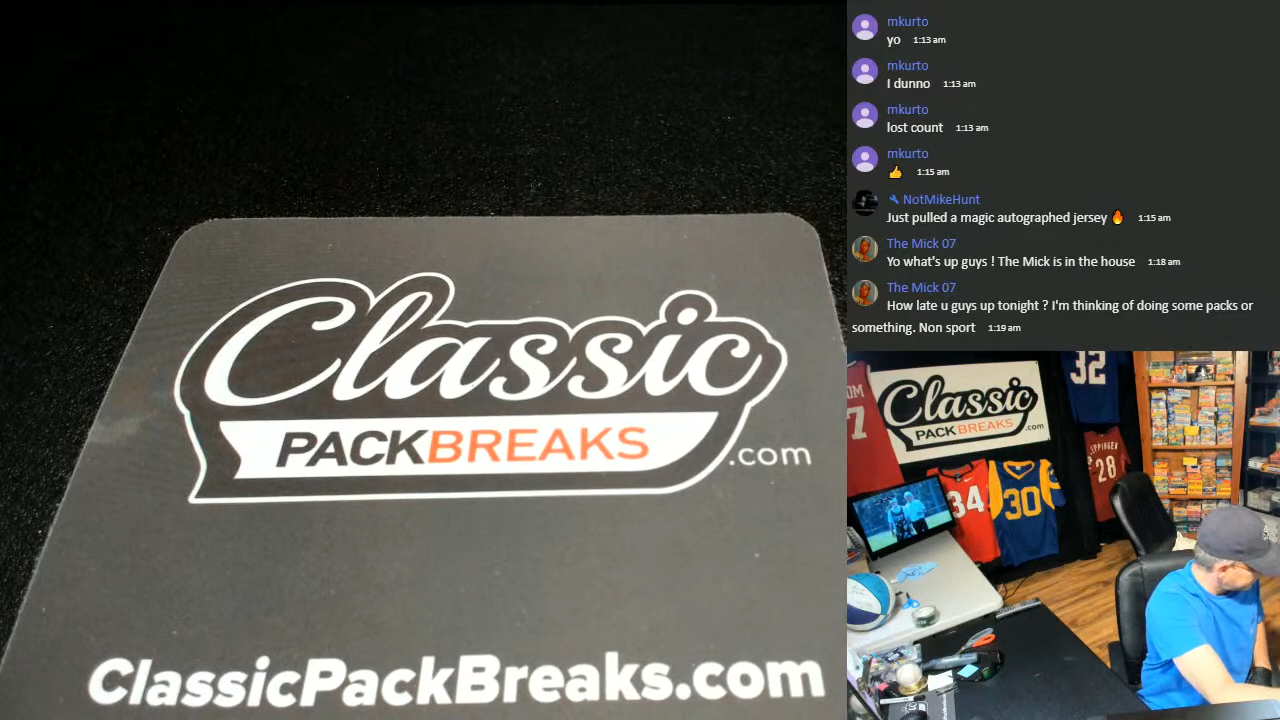 Classic
PACKBREAKS
.com
ClassicPackBreaks.com
mkurto
yo 1:13 am
mkurto
I dunno 1:13 am
mkurto
lost count 1:13 am
mkurto
👍 1:15 am
NotMikeHunt
Just pulled a magic autographed jersey 🔥 1:15 am
The Mick 07
Yo what's up guys ! The Mick is in the house 1:18 am
The Mick 07
How late u guys up tonight ? I'm thinking of doing some packs or
something. Non sport 1:19 am
Classic
PACKBREAKS
.com
32
OM
7
34
30
28